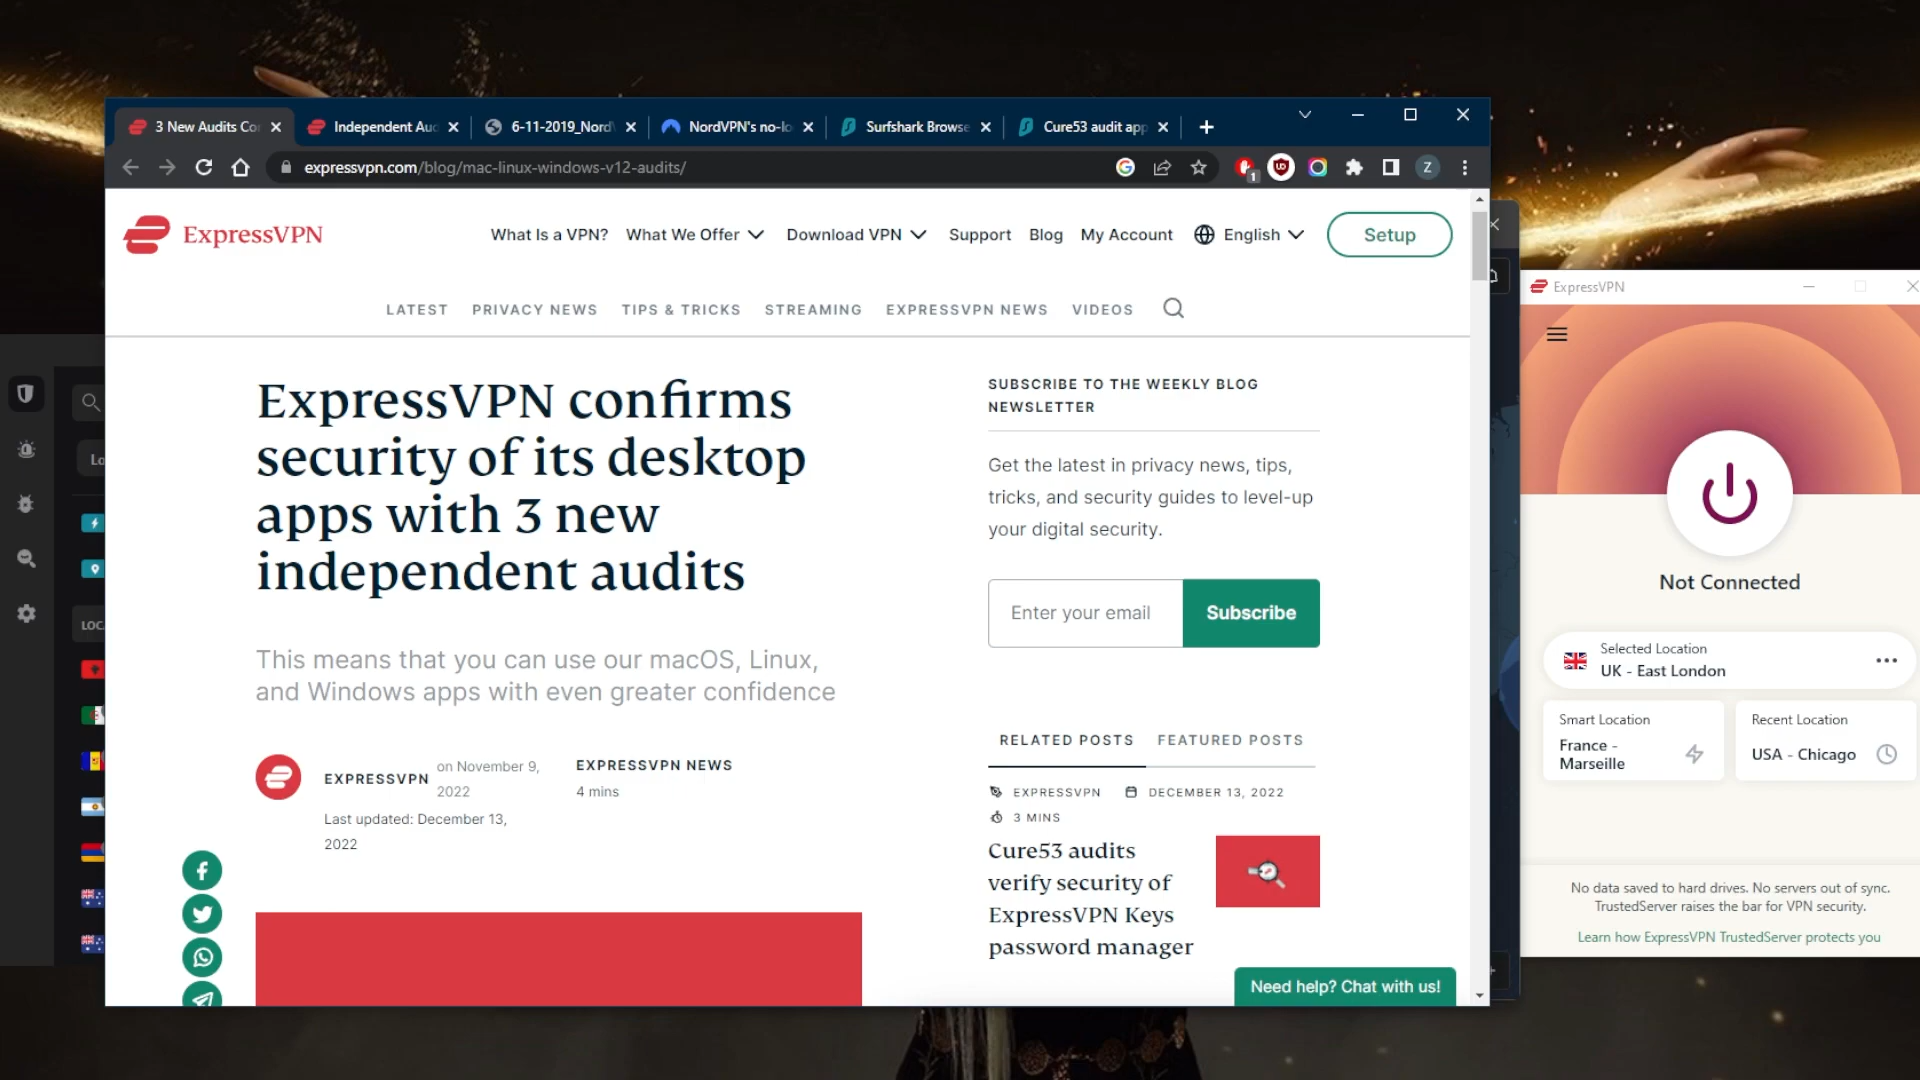 3 New Audits Co
Independent Au
6-11-2019_Nord
NordVPN's no-lo
Surfshark Browse
Cure53 audit app
expressvpn.com/blog/mac-linux-windows-v12-audits/
1
Z
ExpressVPN
What Is a VPN?
What We Offer
Download VPN
Support
Blog
My Account
English
Setup
LATEST
PRIVACY NEWS
TIPS & TRICKS
STREAMING
EXPRESSVPN NEWS
VIDEOS
ExpressVPN confirms
security of its desktop
apps with 3 new
independent audits
This means that you can use our macOS, Linux,
and Windows apps with even greater confidence
EXPRESSVPN
on November 9,
2022
Last updated: December 13,
2022
EXPRESSVPN NEWS
4 mins
SUBSCRIBE TO THE WEEKLY BLOG
NEWSLETTER
Get the latest in privacy news, tips,
tricks, and security guides to level-up
your digital security.
Enter your email
Subscribe
RELATED POSTS
FEATURED POSTS
EXPRESSVPN
DECEMBER 13, 2022
3 MINS
Cure53 audits
verify security of
ExpressVPN Keys
password manager
Need help? Chat with us!
Lo
LOC
ExpressVPN
Not Connected
Selected Location
UK - East London
Smart Location
France -
Marseille
Recent Location
USA - Chicago
No data saved to hard drives. No servers out of sync.
TrustedServer raises the bar for VPN security.
Learn how ExpressVPN TrustedServer protects you